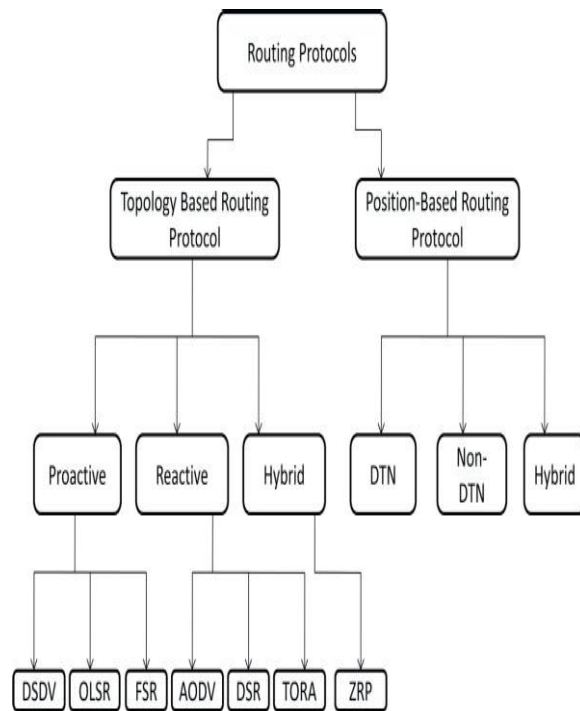 Routing Protocols
Topology Based Routing
Protocol
Position-Based Routing
Protocol
Proactive
Reactive
Hybrid
DTN
Non-
DTN
Hybrid
DSDV
OLSR
FSR
AODV
DSR
TORA
ZRP